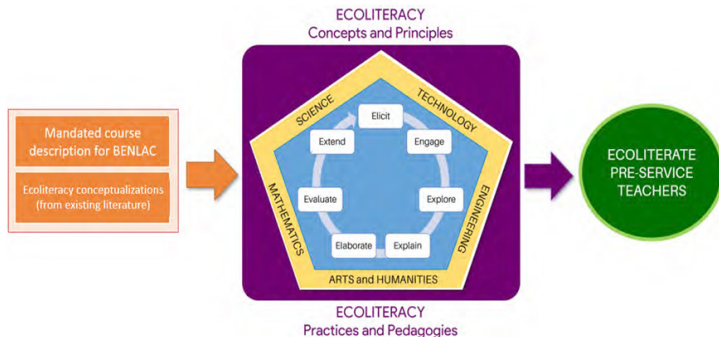 ECOLITERACY
Concepts and Principles
Mandated course
description for BENLAC
Ecoliteracy conceptualizations
(from existing literature)
SCIENCE
TECHNOLOGY
ENGINEERING
ARTS and HUMANITIES
MATHEMATICS
Elicit
Engage
Explore
Explain
Elaborate
Evaluate
Extend
ECOLITERACY
Practices and Pedagogies
ECOLITERATE
PRE-SERVICE
TEACHERS